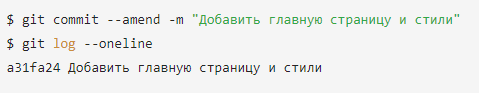 $ git commit --amend -m "Добавить главную страницу и стили"
$ git log --oneline
a31fa24 Добавить главную страницу и стили